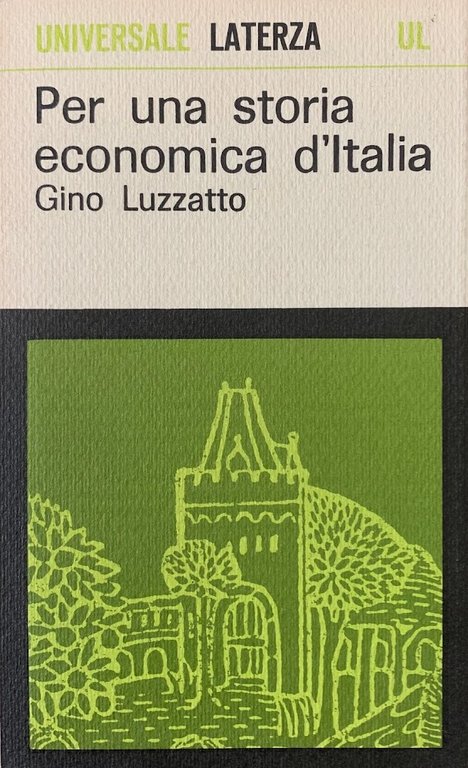 UNIVERSALE LATERZA UL
Per una storia
economica d'Italia
Gino Luzzatto